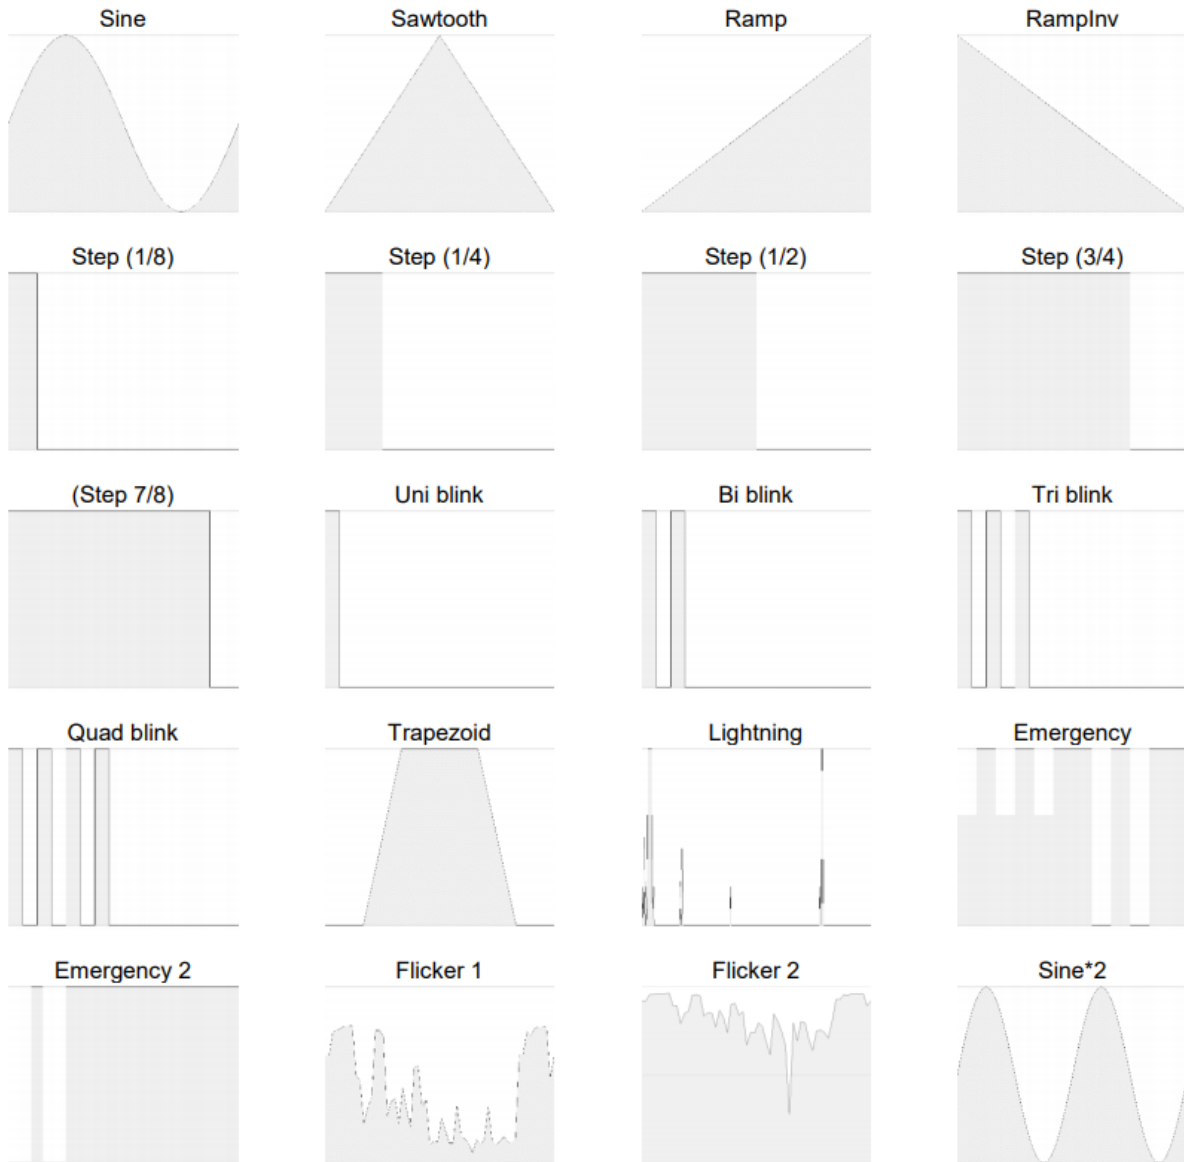 Sine
Sawtooth
Ramp
RampInv
Step (1/8)
Step (1/4)
Step (1/2)
Step (3/4)
(Step 7/8)
Uni blink
Bi blink
Tri blink
Quad blink
Trapezoid
Lightning
Emergency
Emergency 2
Flicker 1
Flicker 2
Sine*2